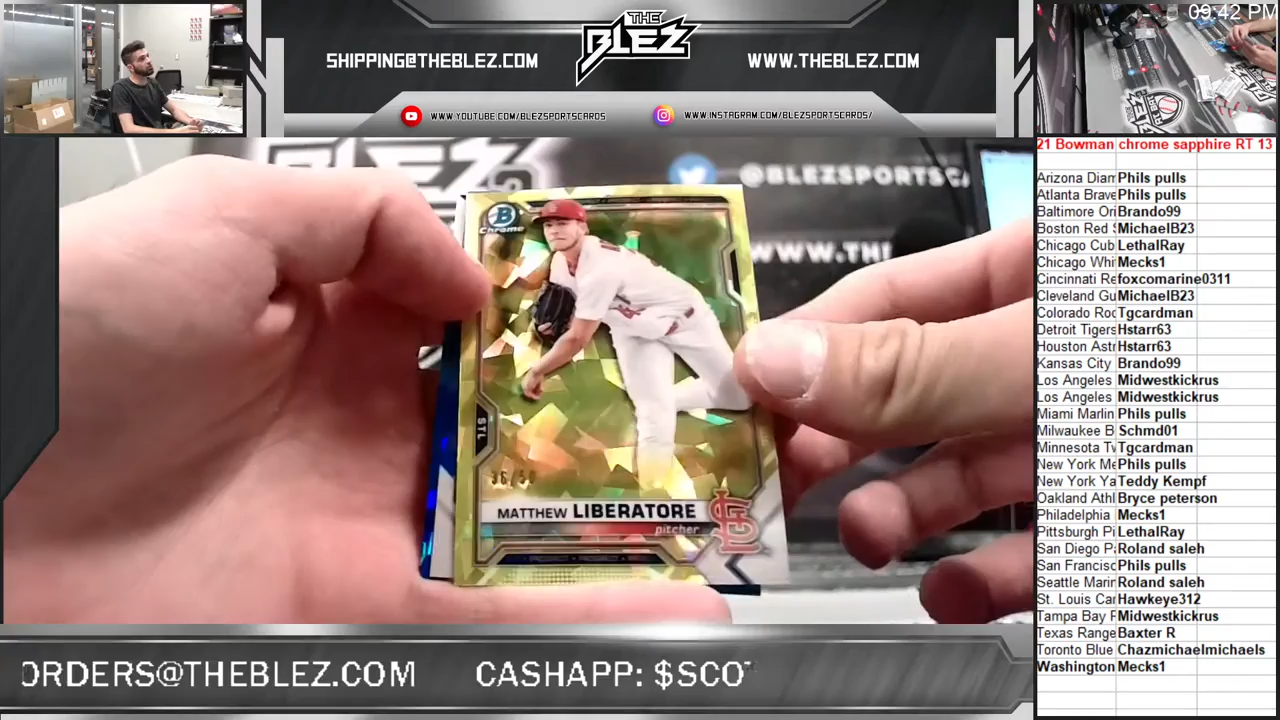 09:42 PM
THE
BLEZ
SHIPPING@THEBLEZ.COM
WWW.THEBLEZ.COM
WWW.YOUTUBE.COM/BLEZSPORTSCARDS
WWW.INSTAGRAM.COM/BLEZSPORTSCARDS/
21 Bowman chrome sapphire RT 13
Arizona Diam Phils pulls
Atlanta Brave Phils pulls
Baltimore Ori Brando99
Boston Red S MichaelB23
Chicago Cub LethalRay
Chicago Whi Mecks1
Cincinnati Re foxcomarine0311
Cleveland Gu MichaelB23
Colorado Roc Tgcardman
Detroit Tigers Hstarr63
Houston Astr Hstarr63
Kansas City Brando99
Los Angeles Midwestkickrus
Los Angeles Midwestkickrus
Miami Marlin Phils pulls
Milwaukee B Schmd01
Minnesota Tw Tgcardman
New York Me Phils pulls
New York Ya Teddy Kempf
Oakland Athl Bryce peterson
Philadelphia Mecks1
Pittsburgh Pi LethalRay
San Diego P Roland saleh
San Francisc Phils pulls
Seattle Marin Roland saleh
St. Louis Car Hawkeye312
Tampa Bay R Midwestkickrus
Texas Range Baxter R
Toronto Blue Chazmichaelmichaels
Washington Mecks1
@BLEZSPORTSCA
WWW.THE
B
Chrome
STL
36/50
MATTHEW LIBERATORE
pitcher
ORDERS@THEBLEZ.COM CASHAPP: $SCO